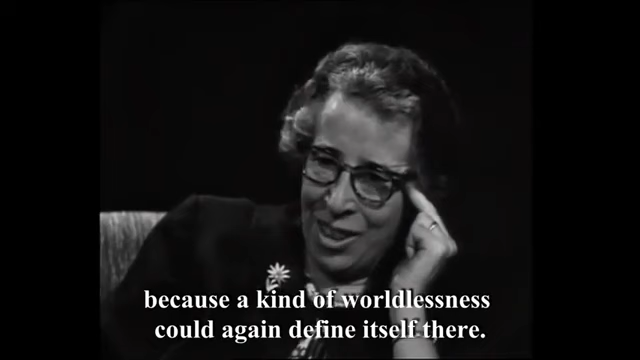 because a kind of worldlessness
could again define itself there.